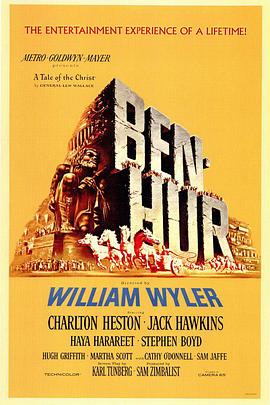 THE ENTERTAINMENT EXPERIENCE OF A LIFETIME!
METRO-GOLDWYN-MAYER
presents
A Tale of the Christ
by GENERAL LEW WALLACE
BEN-
HUR
Directed by
WILLIAM WYLER
Starring
CHARLTON HESTON · JACK HAWKINS
HAYA HARAREET · STEPHEN BOYD
HUGH GRIFFITH · MARTHA SCOTT with CATHY O'DONNELL · SAM JAFFE
Screen Play by Produced by
TECHNICOLOR® KARL TUNBERG · SAM ZIMBALIST CAMERA 65